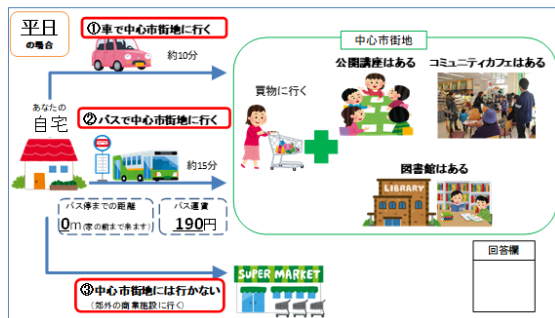 平日
の場合
①車で中心市街地に行く
約10分
中心市街地
公開講座はある
コミュニティカフェはある
買物に行く
あなたの
自宅
②バスで中心市街地に行く
約15分
図書館はある
LIBRARY
バス停までの距離
0m(家の前まで来ます)
バス運賃
190円
回答欄
SUPER MARKET
③中心市街地には行かない
(郊外の商業施設に行く)